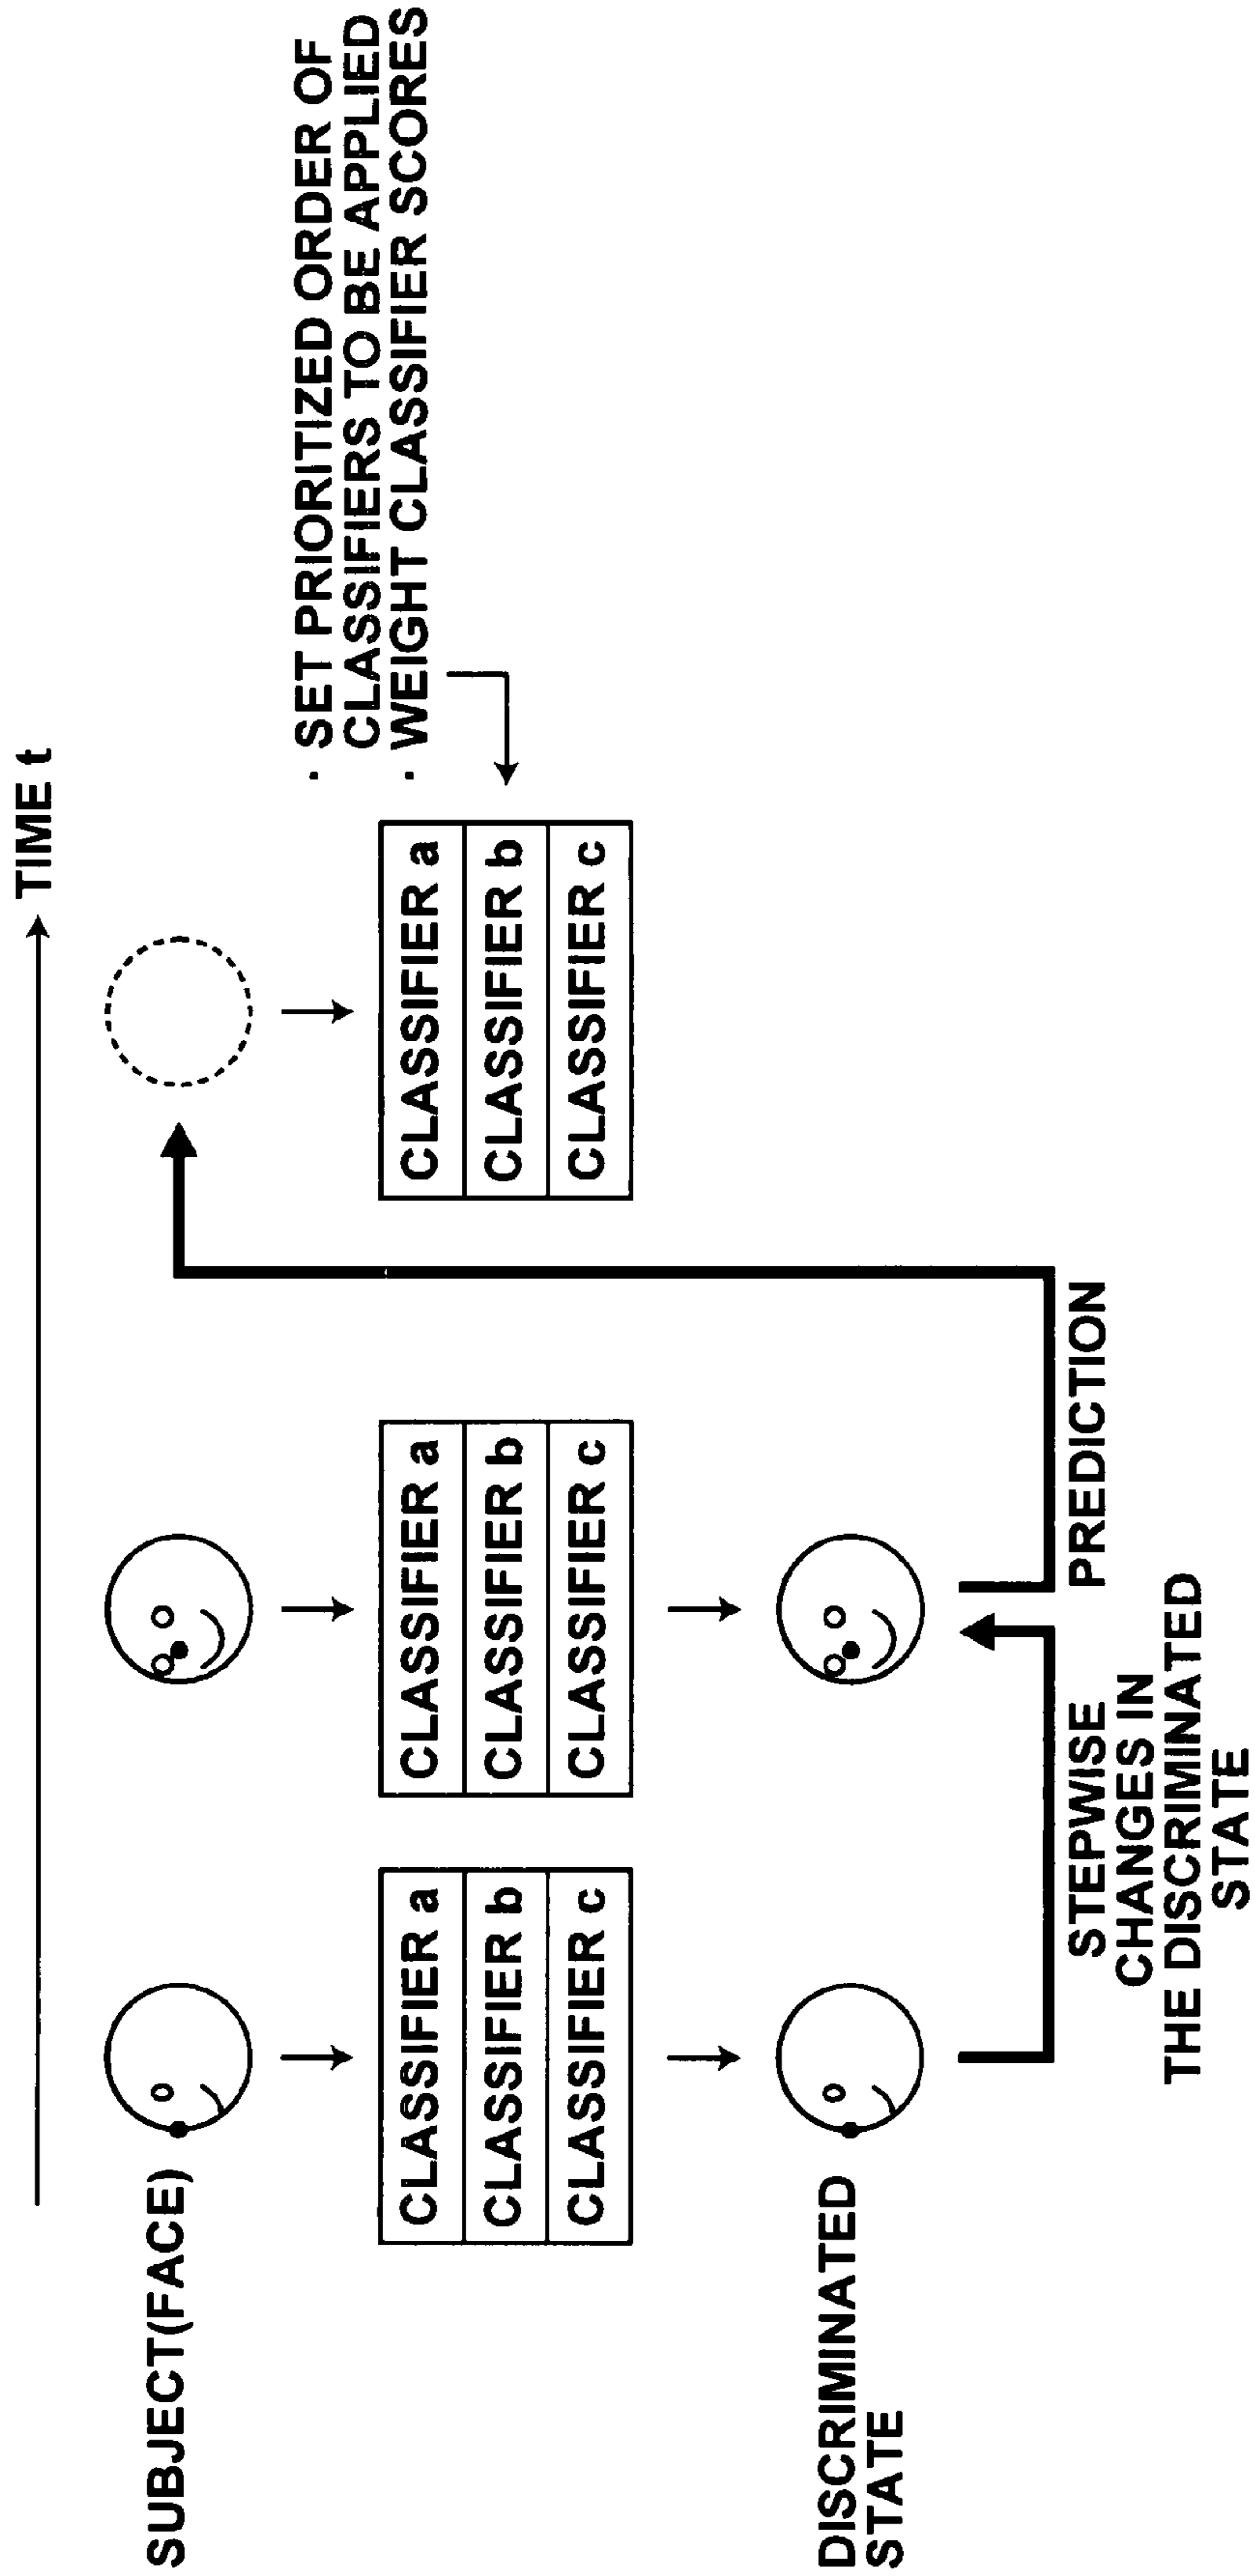 TIME t
SUBJECT(FACE)
· SET PRIORITIZED ORDER OF
CLASSIFIERS TO BE APPLIED
· WEIGHT CLASSIFIER SCORES
CLASSIFIER a
CLASSIFIER b
CLASSIFIER c
CLASSIFIER a
CLASSIFIER b
CLASSIFIER c
CLASSIFIER a
CLASSIFIER b
CLASSIFIER c
DISCRIMINATED
STATE
STEPWISE
CHANGES IN
THE DISCRIMINATED
STATE
PREDICTION